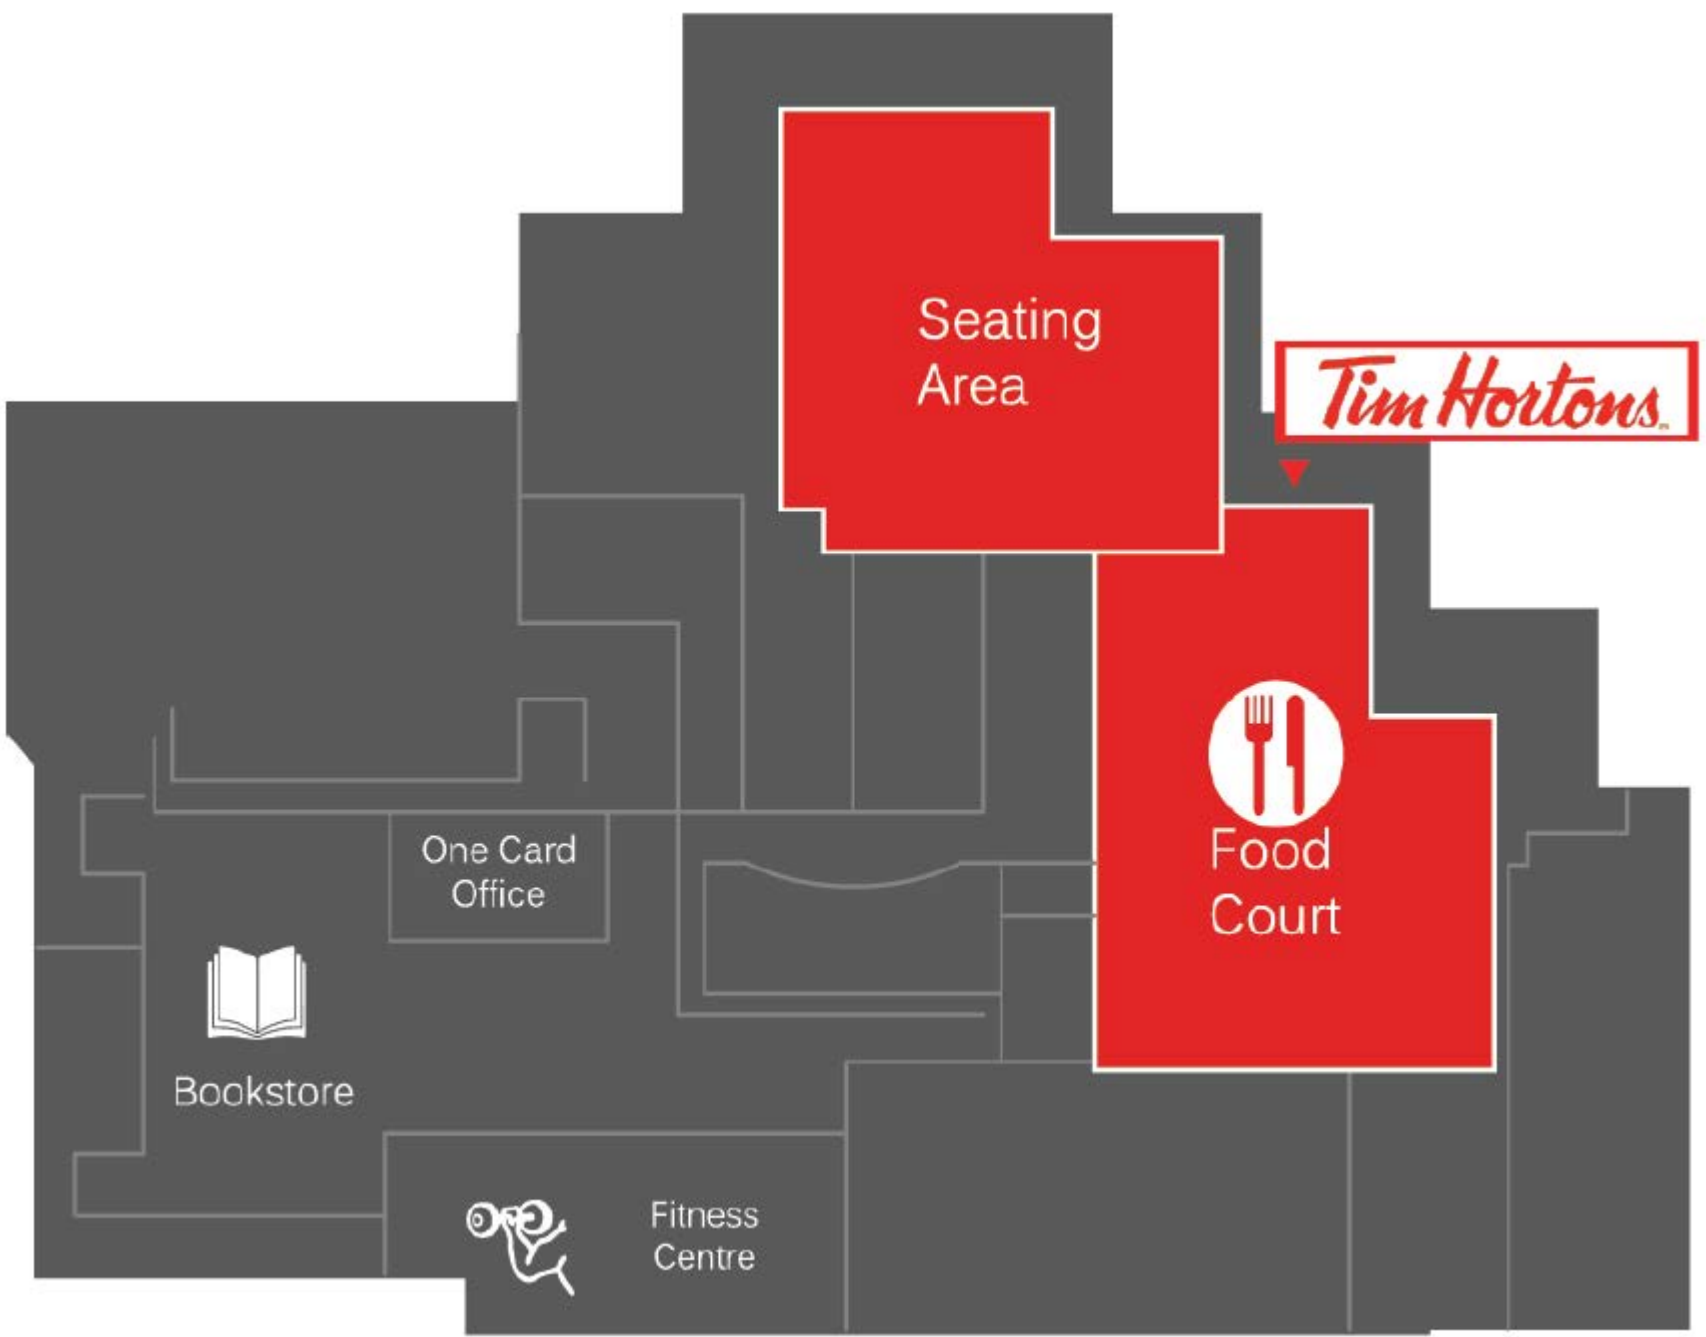 Seating
Area
Tim Hortons
Food
Court
One Card
Office
Bookstore
Fitness
Centre